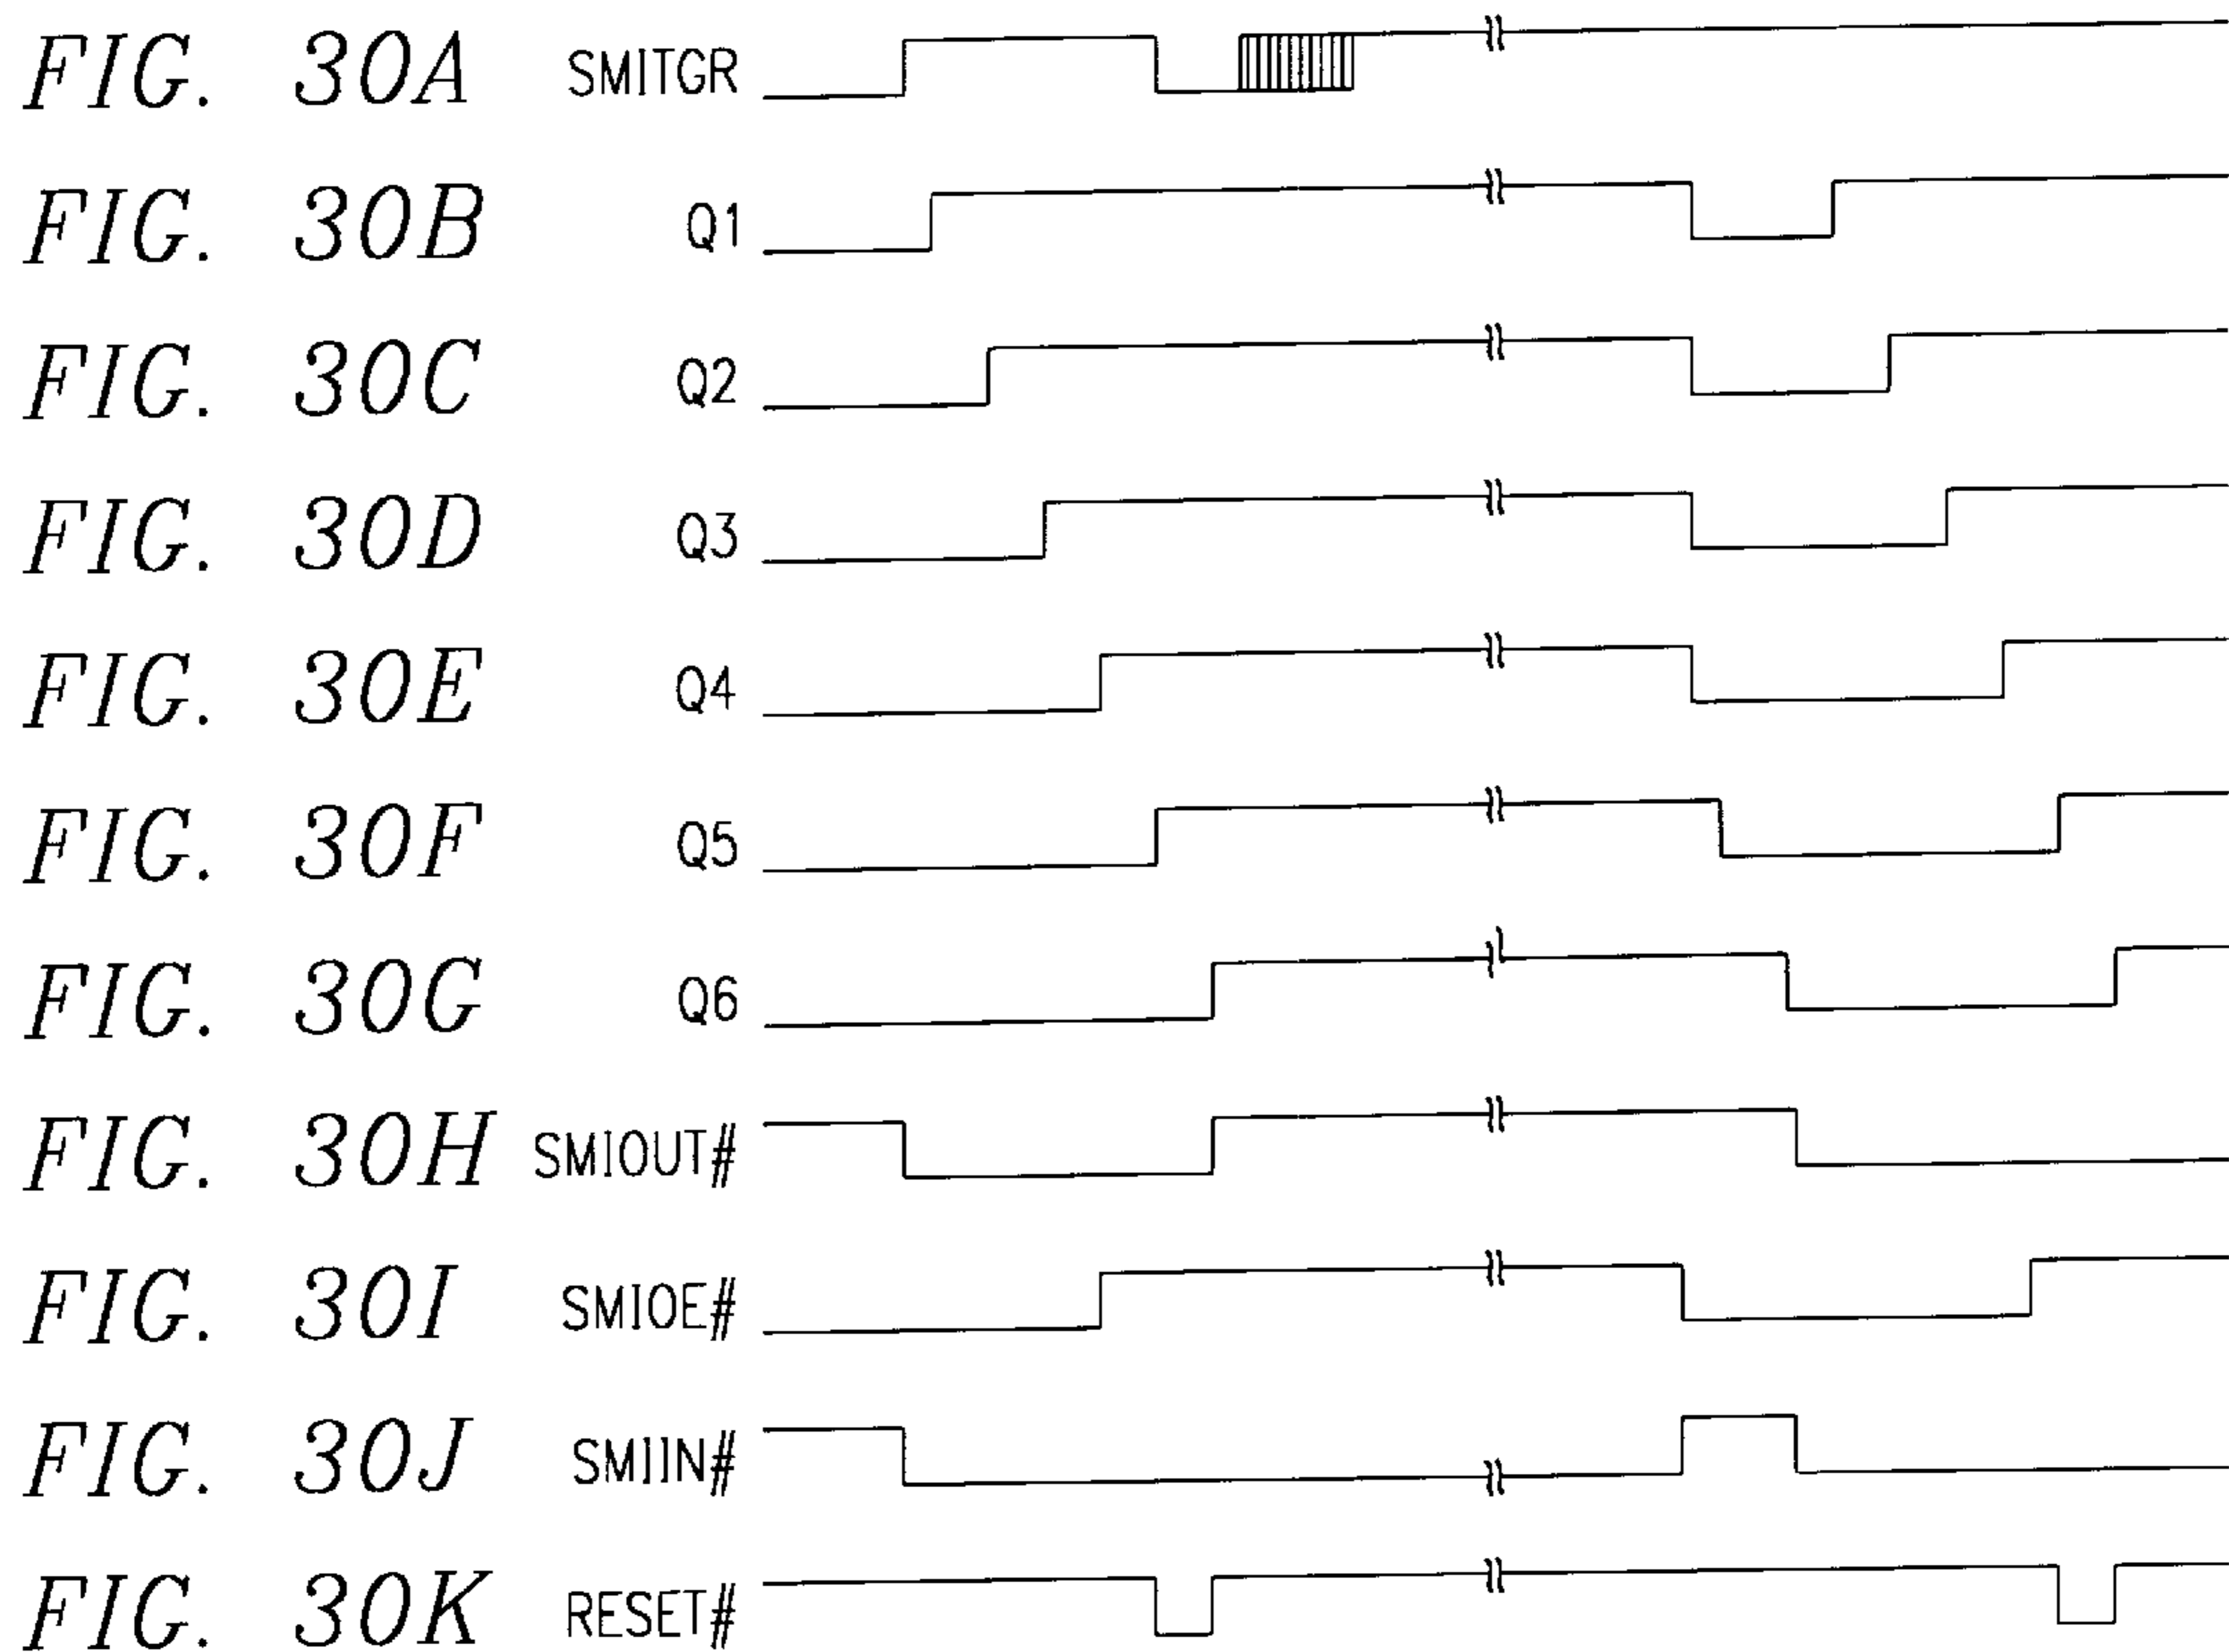 FIG. 30A SMITGR
FIG. 30B Q1
FIG. 30C Q2
FIG. 30D Q3
FIG. 30E Q4
FIG. 30F Q5
FIG. 30G Q6
FIG. 30H SMIOUT#
FIG. 30I SMIOE#
FIG. 30J SMIIN#
FIG. 30K RESET#